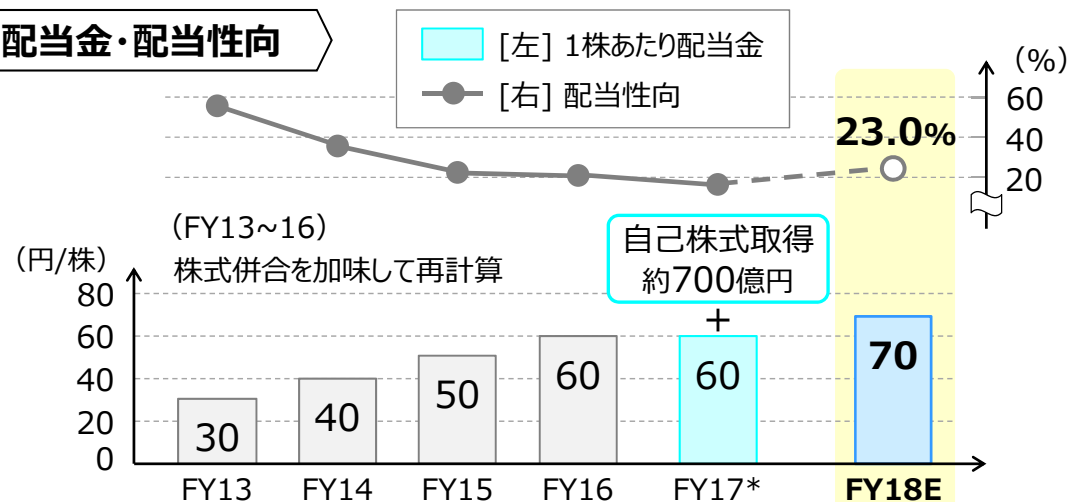 配当金・配当性向
[左] 1株あたり配当金
[右] 配当性向
(%)
60
40
20
23.0%
(FY13~16)
株式併合を加味して再計算
自己株式取得
約700億円
+
(円/株)
80
60
40
20
0
30
40
50
60
60
70
FY13
FY14
FY15
FY16
FY17*
FY18E